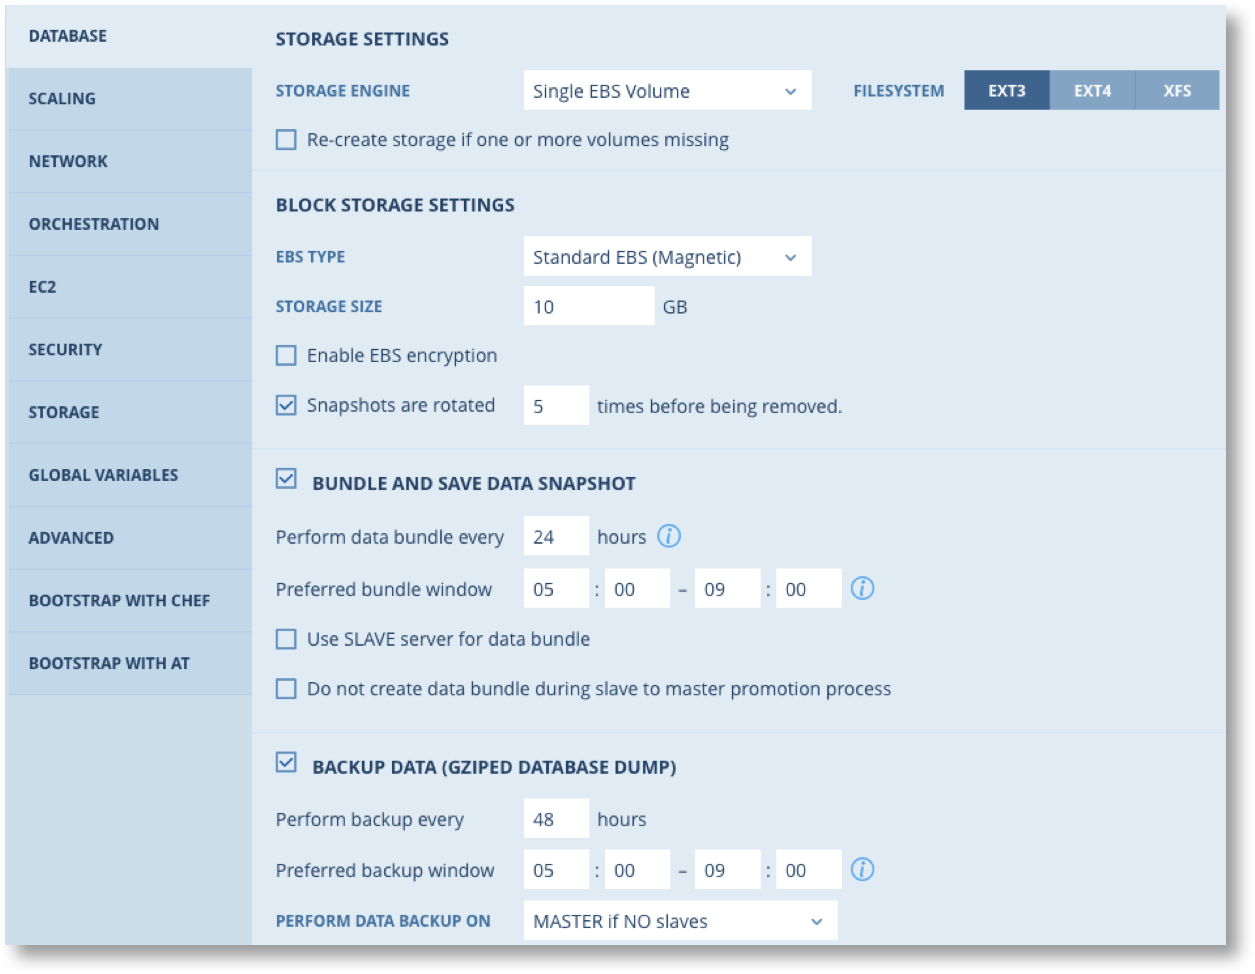 DATABASE
SCALING
NETWORK
ORCHESTRATION
EC2
SECURITY
STORAGE
GLOBAL VARIABLES
ADVANCED
BOOTSTRAP WITH CHEF
BOOTSTRAP WITH AT
STORAGE SETTINGS
STORAGE ENGINE Single EBS Volume FILESYSTEM EXT3 EXT4 XFS
Re-create storage if one or more volumes missing
BLOCK STORAGE SETTINGS
EBS TYPE Standard EBS (Magnetic)
STORAGE SIZE 10 GB
Enable EBS encryption
Snapshots are rotated 5 times before being removed.
BUNDLE AND SAVE DATA SNAPSHOT
Perform data bundle every 24 hours i
Preferred bundle window 05 : 00 – 09 : 00 i
Use SLAVE server for data bundle
Do not create data bundle during slave to master promotion process
BACKUP DATA (GZIPED DATABASE DUMP)
Perform backup every 48 hours
Preferred backup window 05 : 00 – 09 : 00 i
PERFORM DATA BACKUP ON MASTER if NO slaves